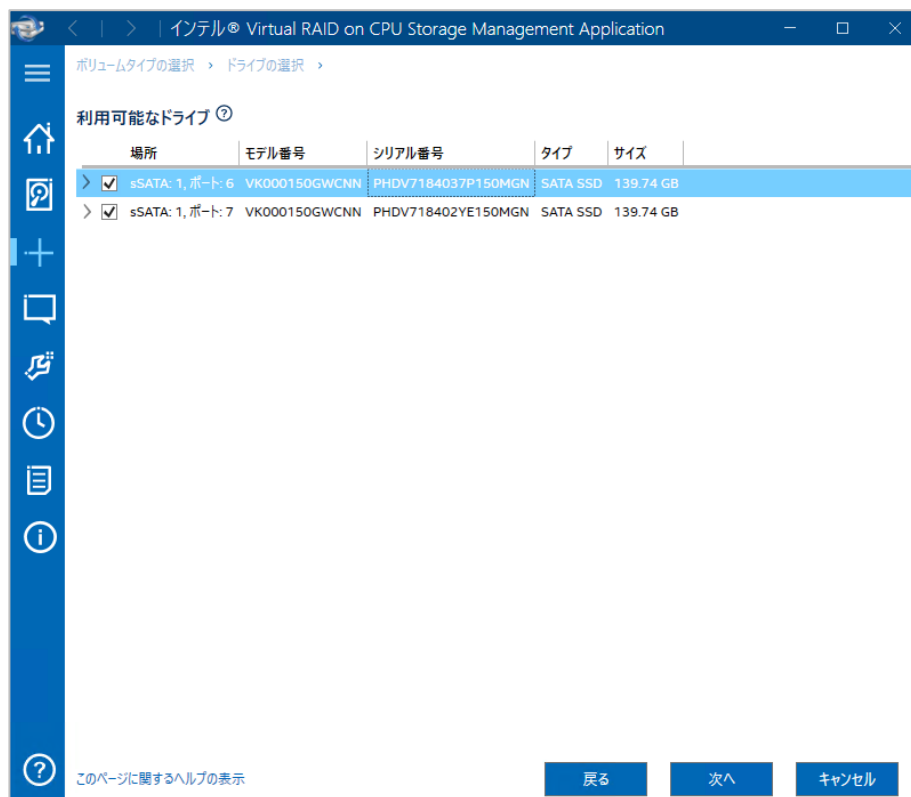 インテル® Virtual RAID on CPU Storage Management Application
ボリュームタイプの選択 › ドライブの選択 ›
利用可能なドライブ ?
場所 モデル番号 シリアル番号 タイプ サイズ
sSATA: 1, ポート: 6 VK000150GWCNN PHDV7184037P150MGN SATA SSD 139.74 GB
sSATA: 1, ポート: 7 VK000150GWCNN PHDV718402YE150MGN SATA SSD 139.74 GB
このページに関するヘルプの表示 戻る 次へ キャンセル